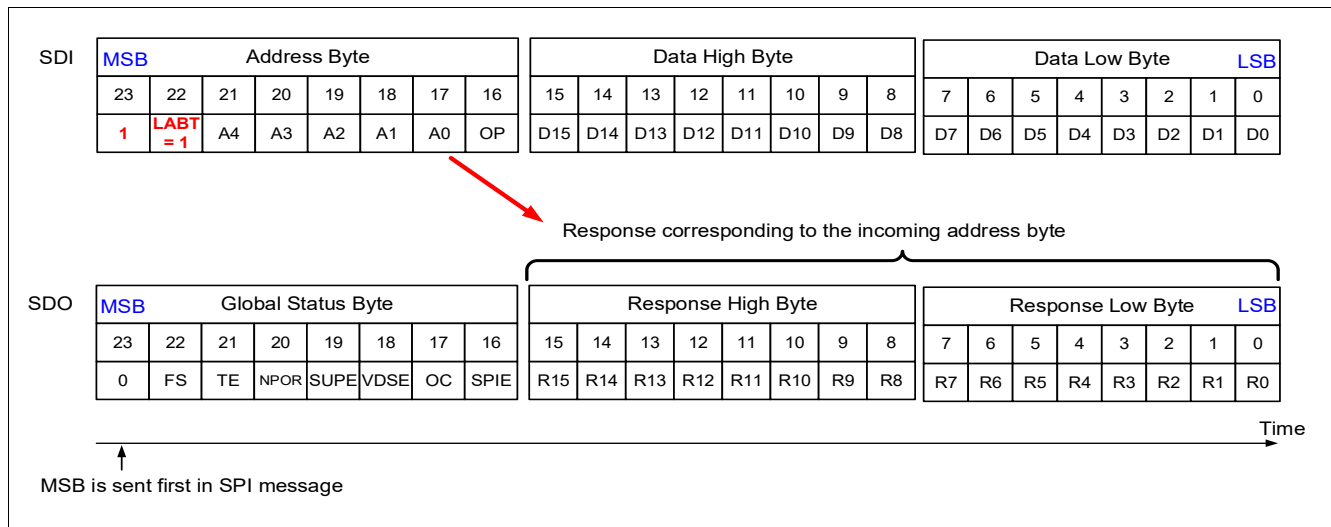 SDI
MSB Address Byte Data High Byte Data Low Byte LSB
23 22 21 20 19 18 17 16 15 14 13 12 11 10 9 8 7 6 5 4 3 2 1 0
1 LABT A4 A3 A2 A1 A0 OP D15 D14 D13 D12 D11 D10 D9 D8 D7 D6 D5 D4 D3 D2 D1 D0
= 1
Response corresponding to the incoming address byte
SDO
MSB Global Status Byte Response High Byte Response Low Byte LSB
23 22 21 20 19 18 17 16 15 14 13 12 11 10 9 8 7 6 5 4 3 2 1 0
0 FS TE NPOR SUPE VDSE OC SPIE R15 R14 R13 R12 R11 R10 R9 R8 R7 R6 R5 R4 R3 R2 R1 R0
Time
MSB is sent first in SPI message